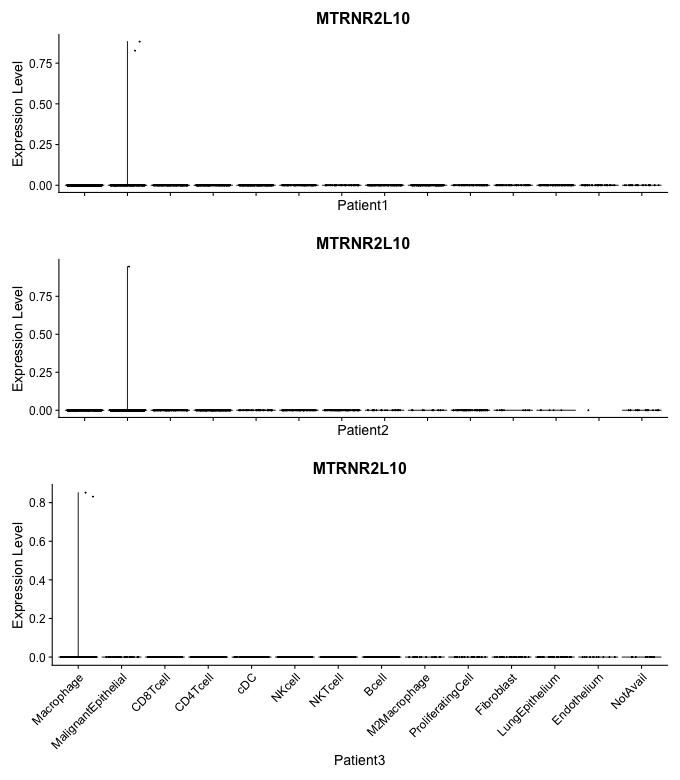 MTRNR2L10
Expression Level
0.75
0.50
0.25
0.00
Patient1
MTRNR2L10
Expression Level
0.75
0.50
0.25
0.00
Patient2
MTRNR2L10
Expression Level
0.8
0.6
0.4
0.2
0.0
Macrophage
MalignantEpithelial
CD8Tcell
CD4Tcell
cDC
NKcell
NKTcell
Bcell
M2Macrophage
ProliferatingCell
Fibroblast
LungEpithelium
Endothelium
NotAvail
Patient3